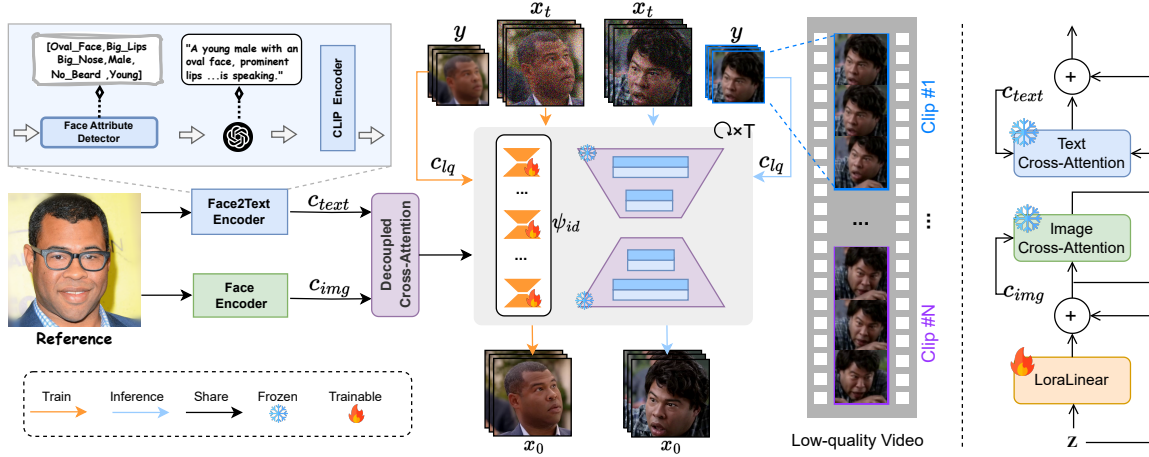 [Oval_Face,Big_Lips
Big_Nose,Male,
No_Beard ,Young]
"A young male with an
oval face, prominent
lips ...is speaking."
CLIP Encoder
Face Attribute
Detector
Face2Text
Encoder
c_text
Face
Encoder
c_img
Decoupled
Cross-Attention
Reference
Train
Inference
Share
Frozen
Trainable
y
x_t
x_t
y
c_lq
×T
c_lq
...
...
ψ_id
x_0
x_0
Clip #1
...
...
Clip #N
Low-quality Video
+
c_text
Text
Cross-Attention
Image
Cross-Attention
c_img
+
LoraLinear
z